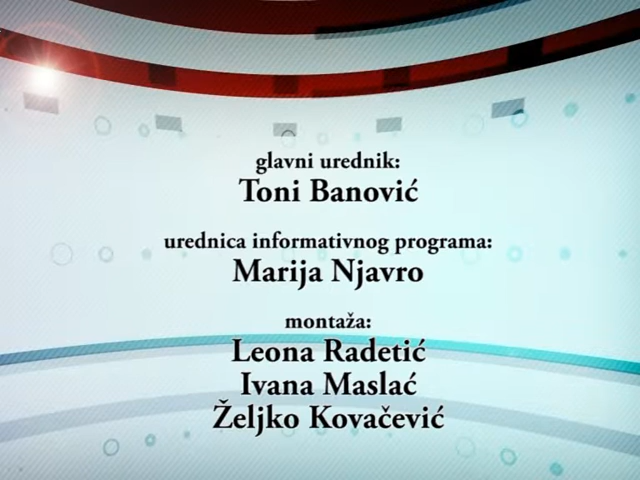 glavni urednik:
Toni Banović
urednica informativnog programa:
Marija Njavro
montaža:
Leona Radetić
Ivana Maslać
Željko Kovačević